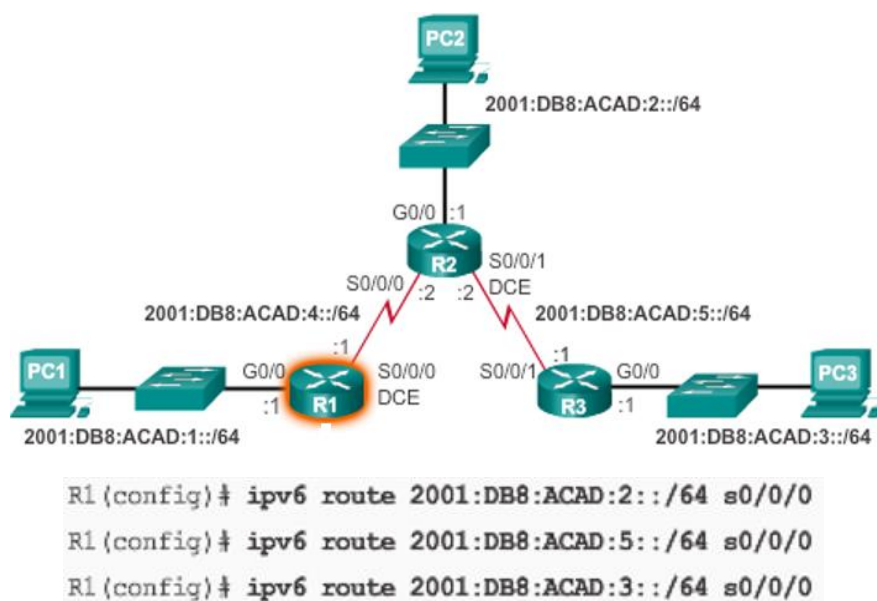 PC2
2001:DB8:ACAD:2::/64
G0/0 :1
R2
S0/0/1
DCE
S0/0/0
:2 :2
2001:DB8:ACAD:4::/64
2001:DB8:ACAD:5::/64
:1
:1
PC1
G0/0
:1
R1
S0/0/0
DCE
S0/0/1
R3
G0/0
:1
PC3
2001:DB8:ACAD:1::/64
2001:DB8:ACAD:3::/64
R1(config)# ipv6 route 2001:DB8:ACAD:2::/64 s0/0/0
R1(config)# ipv6 route 2001:DB8:ACAD:5::/64 s0/0/0
R1(config)# ipv6 route 2001:DB8:ACAD:3::/64 s0/0/0